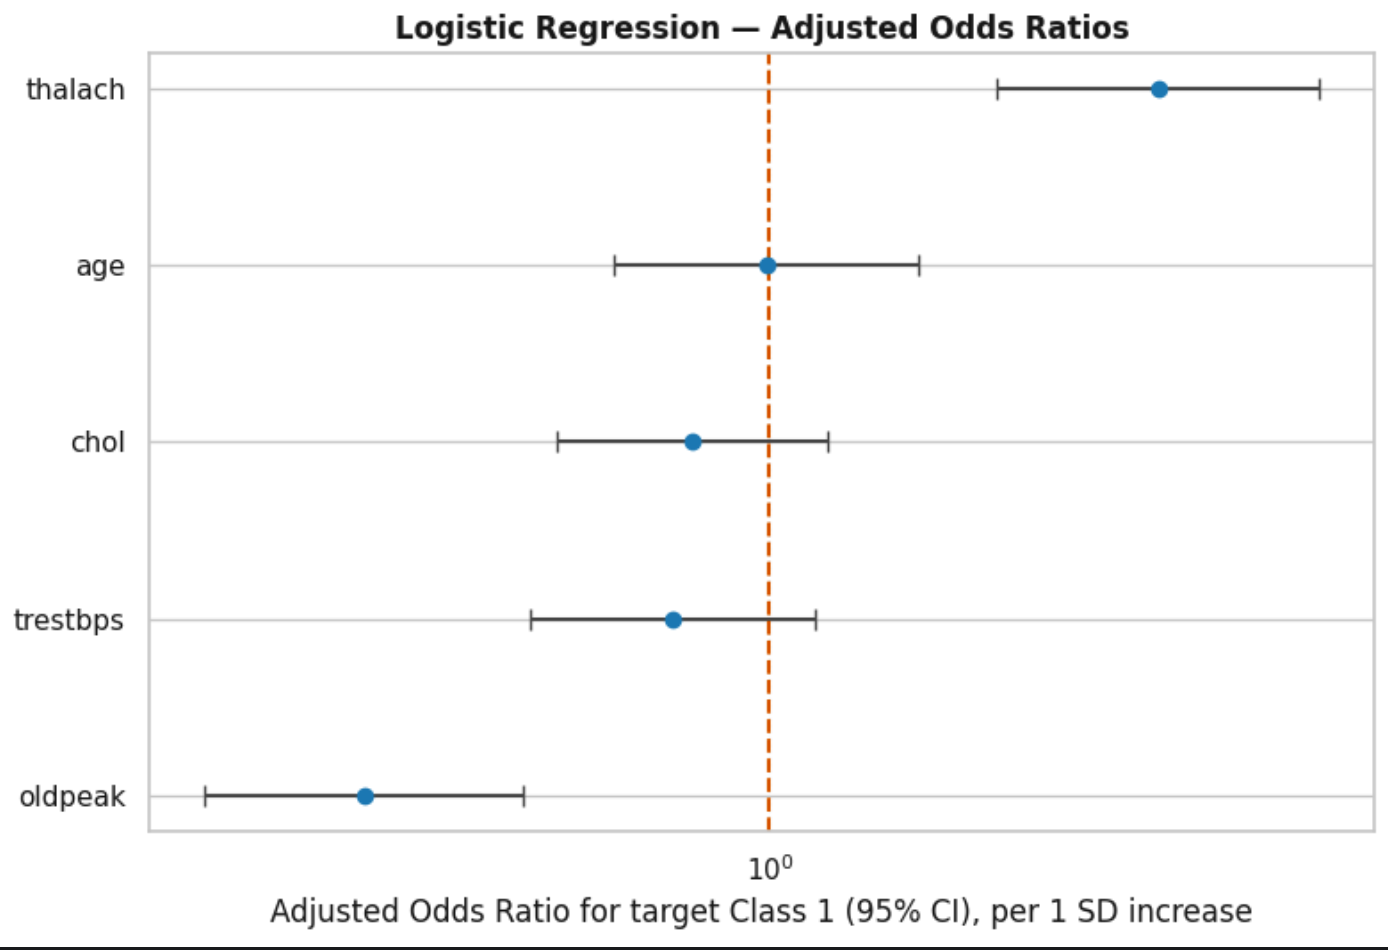 Logistic Regression — Adjusted Odds Ratios
thalach
age
chol
trestbps
oldpeak
10⁰
Adjusted Odds Ratio for target Class 1 (95% CI), per 1 SD increase